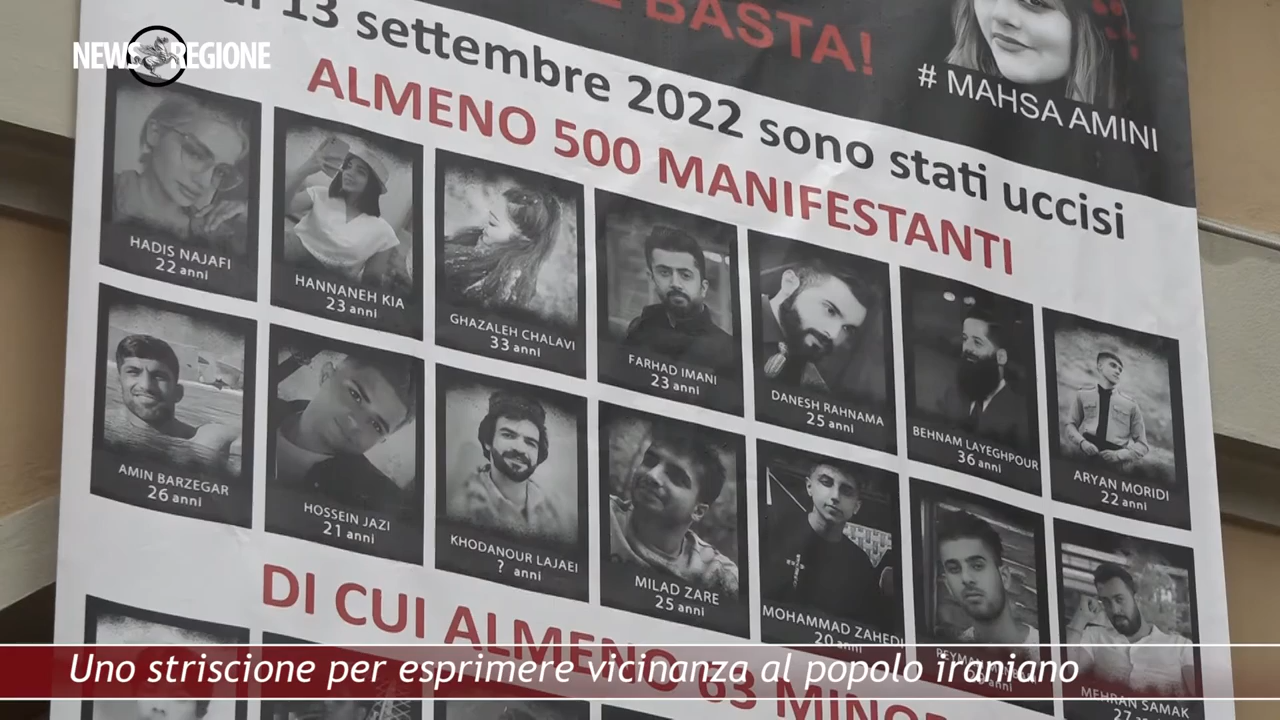 NEWS REGIONE
E BASTA!
# MAHSA AMINI
13 settembre 2022 sono stati uccisi
ALMENO 500 MANIFESTANTI
HADIS NAJAFI
22 anni
HANNANEH KIA
23 anni
GHAZALEH CHALAVI
33 anni
FARHAD IMANI
23 anni
DANESH RAHNAMA
25 anni
BEHNAM LAYEGHPOUR
36 anni
ARYAN MORIDI
22 anni
AMIN BARZEGAR
26 anni
HOSSEIN JAZI
21 anni
KHODANOUR LAJAEI
? anni
MILAD ZARE
25 anni
MOHAMMAD ZAHEDI
20 anni
anni
MEHRAN SAMAK
27
DI CUI ALMENO 63 MINOR
Uno striscione per esprimere vicinanza al popolo iraniano